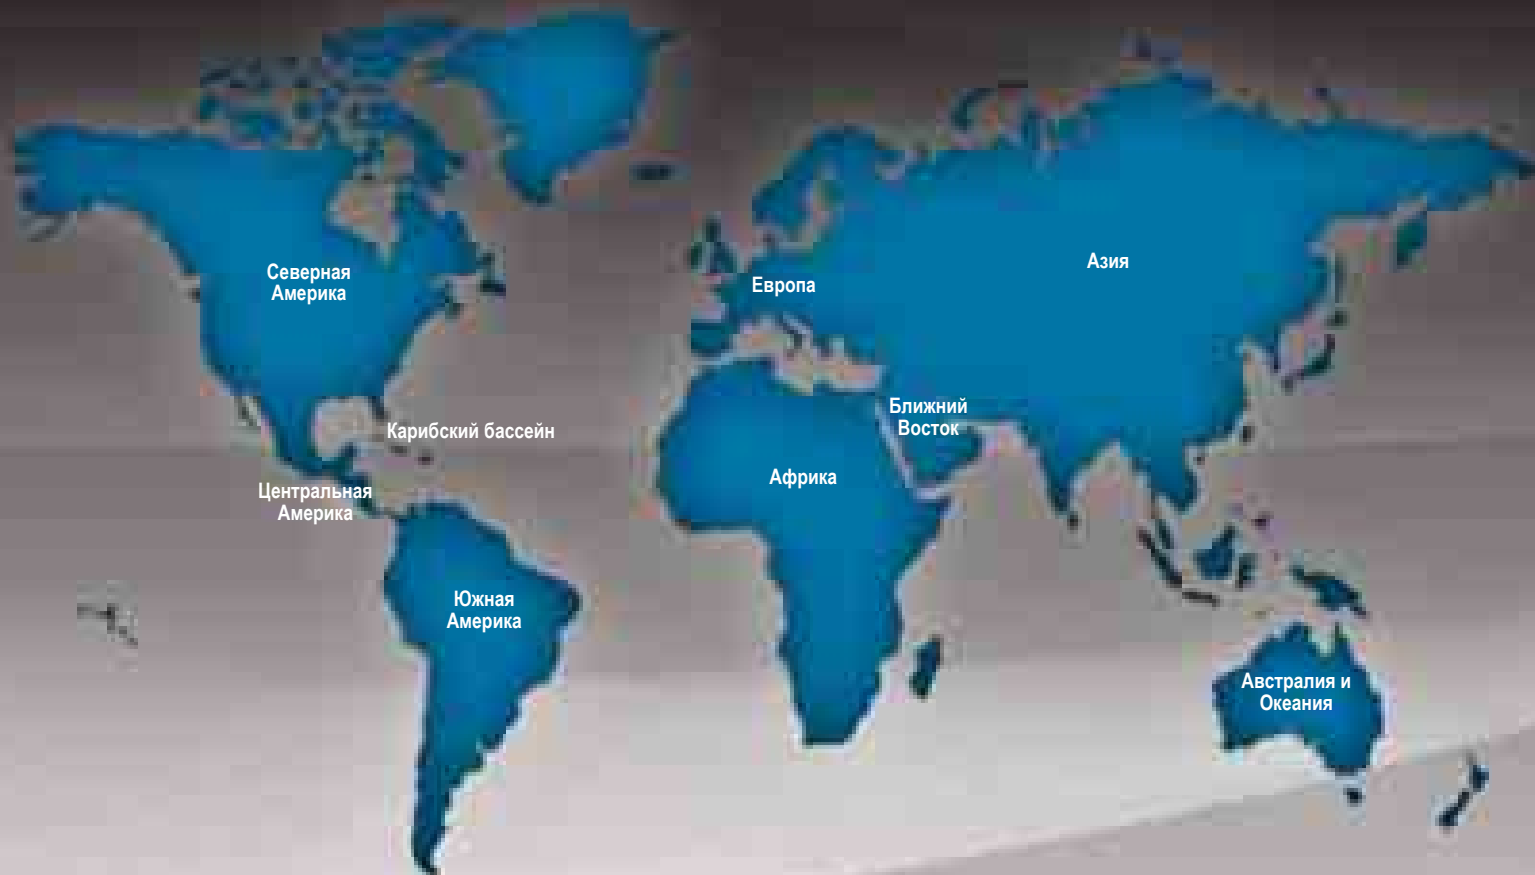 Северная
Америка
Европа
Азия
Карибский бассейн
Ближний
Восток
Центральная
Америка
Африка
Южная
Америка
Австралия и
Океания